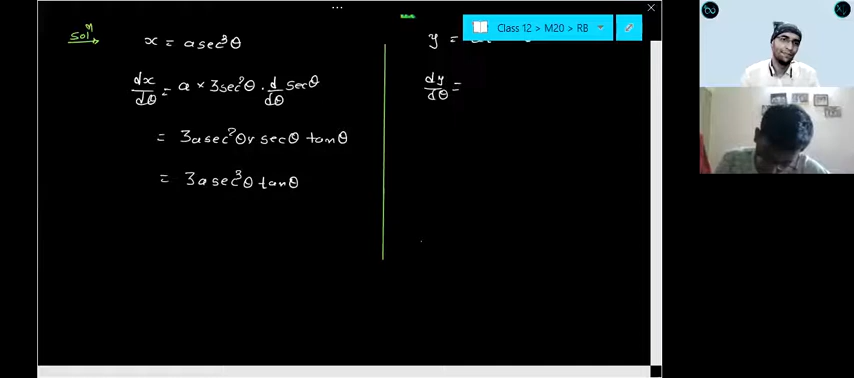 Solⁿ
x = a sec³θ
dx/dθ = a × 3sec²θ · d/dθ secθ
= 3a sec²θ × secθ tanθ
= 3a sec³θ tanθ
y =
dy/dθ =
Class 12 > M20 > RB